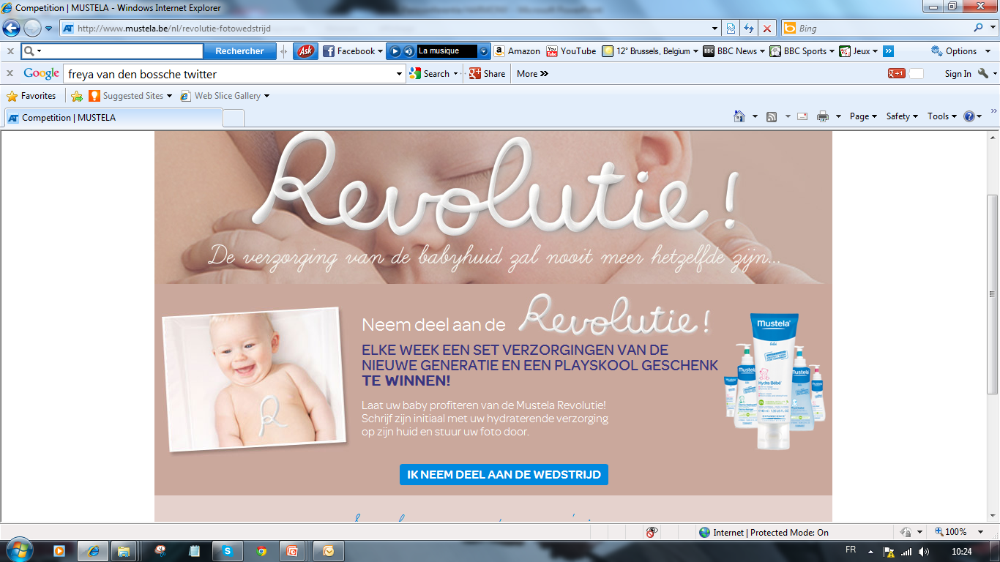 Competition | MUSTELA - Windows Internet Explorer
http://www.mustela.be/nl/revolutie-fotowedstrijd
Bing
Rechercher
Ask
Facebook
La musique
Amazon
YouTube
12° Brussels, Belgium
BBC News
BBC Sports
Jeux
Options
Google
freya van den bossche twitter
Search
Share
More
+1
Sign In
Favorites
Suggested Sites
Web Slice Gallery
Competition | MUSTELA
Page
Safety
Tools
Revolutie!
De verzorging van de babyhuid zal nooit meer hetzelfde zijn...
Neem deel aan de Revolutie!
ELKE WEEK EEN SET VERZORGINGEN VAN DE
NIEUWE GENERATIE EN EEN PLAYSKOOL GESCHENK
TE WINNEN!
Laat uw baby profiteren van de Mustela Revolutie!
Schrijf zijn initiaal met uw hydraterende verzorging
op zijn huid en stuur uw foto door.
R
mustela
bébé
Hydra Bébé
IK NEEM DEEL AAN DE WEDSTRIJD
Internet | Protected Mode: On
100%
FR
10:24